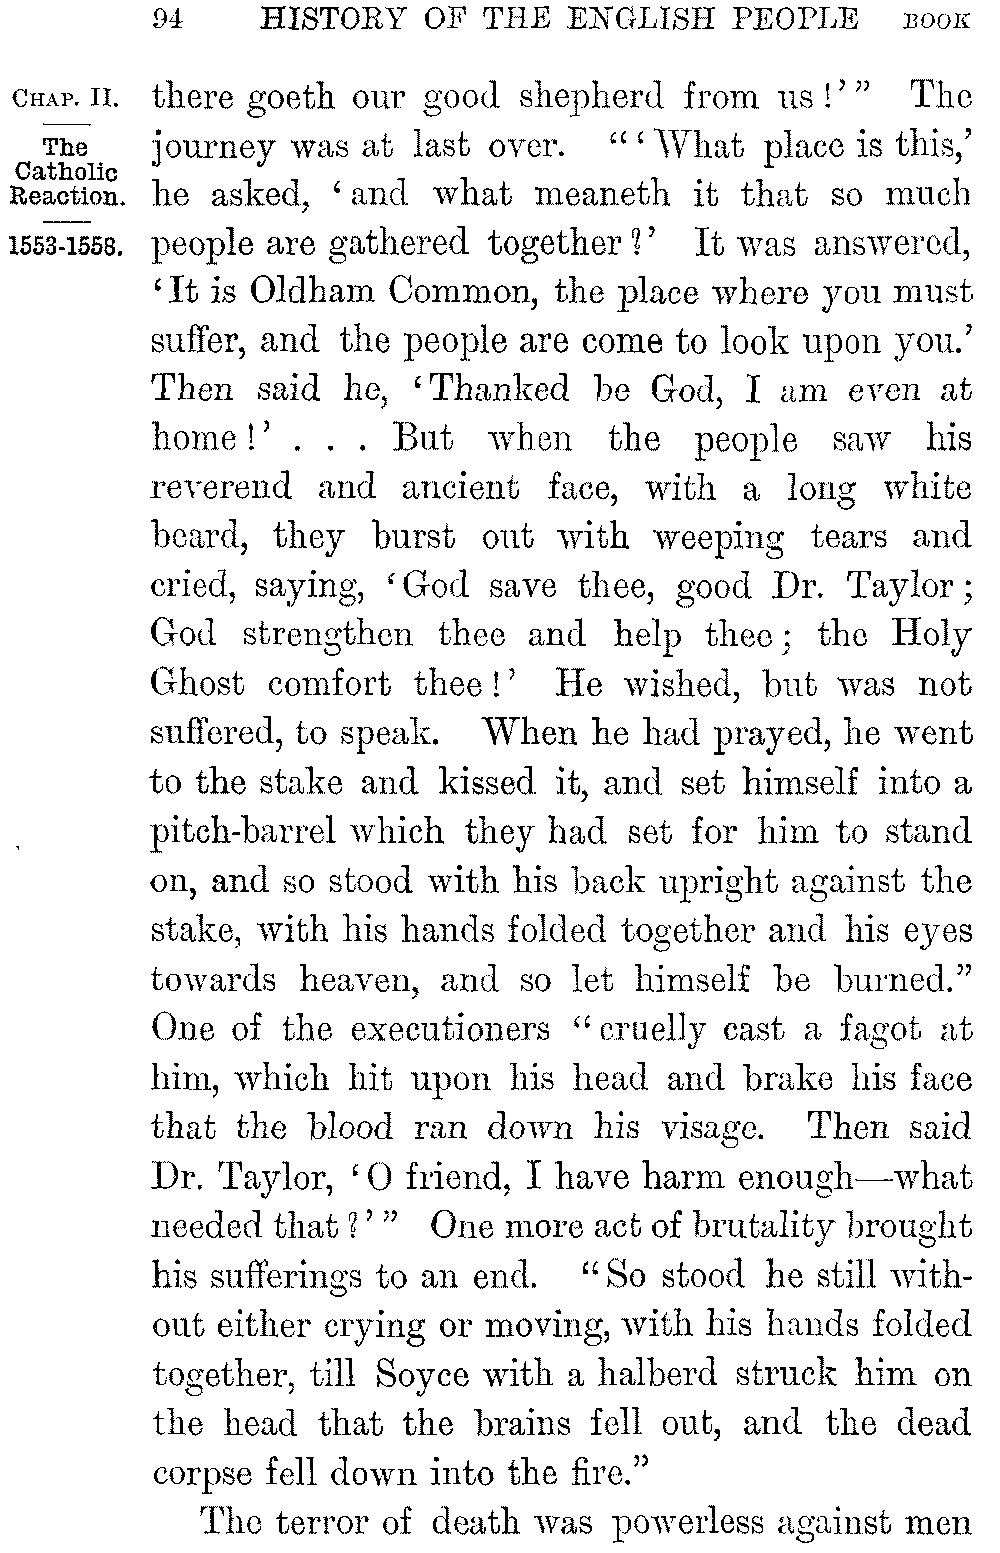 94 HISTORY OF THE ENGLISH PEOPLE BOOK
CHAP. II.
The
Catholic
Reaction.
1553-1558.
there goeth our good shepherd from us!’” The
journey was at last over. “‘What place is this,’
he asked, ‘and what meaneth it that so much
people are gathered together?’ It was answered,
‘It is Oldham Common, the place where you must
suffer, and the people are come to look upon you.’
Then said he, ‘Thanked be God, I am even at
home!’ . . . But when the people saw his
reverend and ancient face, with a long white
beard, they burst out with weeping tears and
cried, saying, ‘God save thee, good Dr. Taylor;
God strengthen thee and help thee; the Holy
Ghost comfort thee!’ He wished, but was not
suffered, to speak. When he had prayed, he went
to the stake and kissed it, and set himself into a
pitch-barrel which they had set for him to stand
on, and so stood with his back upright against the
stake, with his hands folded together and his eyes
towards heaven, and so let himself be burned.”
One of the executioners “cruelly cast a fagot at
him, which hit upon his head and brake his face
that the blood ran down his visage. Then said
Dr. Taylor, ‘O friend, I have harm enough—what
needed that?’” One more act of brutality brought
his sufferings to an end. “So stood he still with-
out either crying or moving, with his hands folded
together, till Soyce with a halberd struck him on
the head that the brains fell out, and the dead
corpse fell down into the fire.”
The terror of death was powerless against men